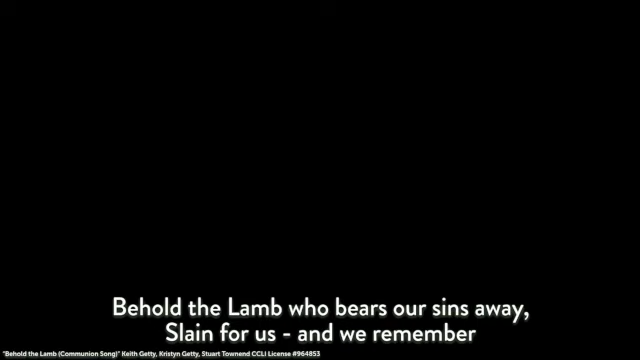 Behold the Lamb who bears our sins away,
Slain for us - and we remember
"Behold the Lamb (Communion Song)" Keith Getty, Kristyn Getty, Stuart Townend CCLI License #964853